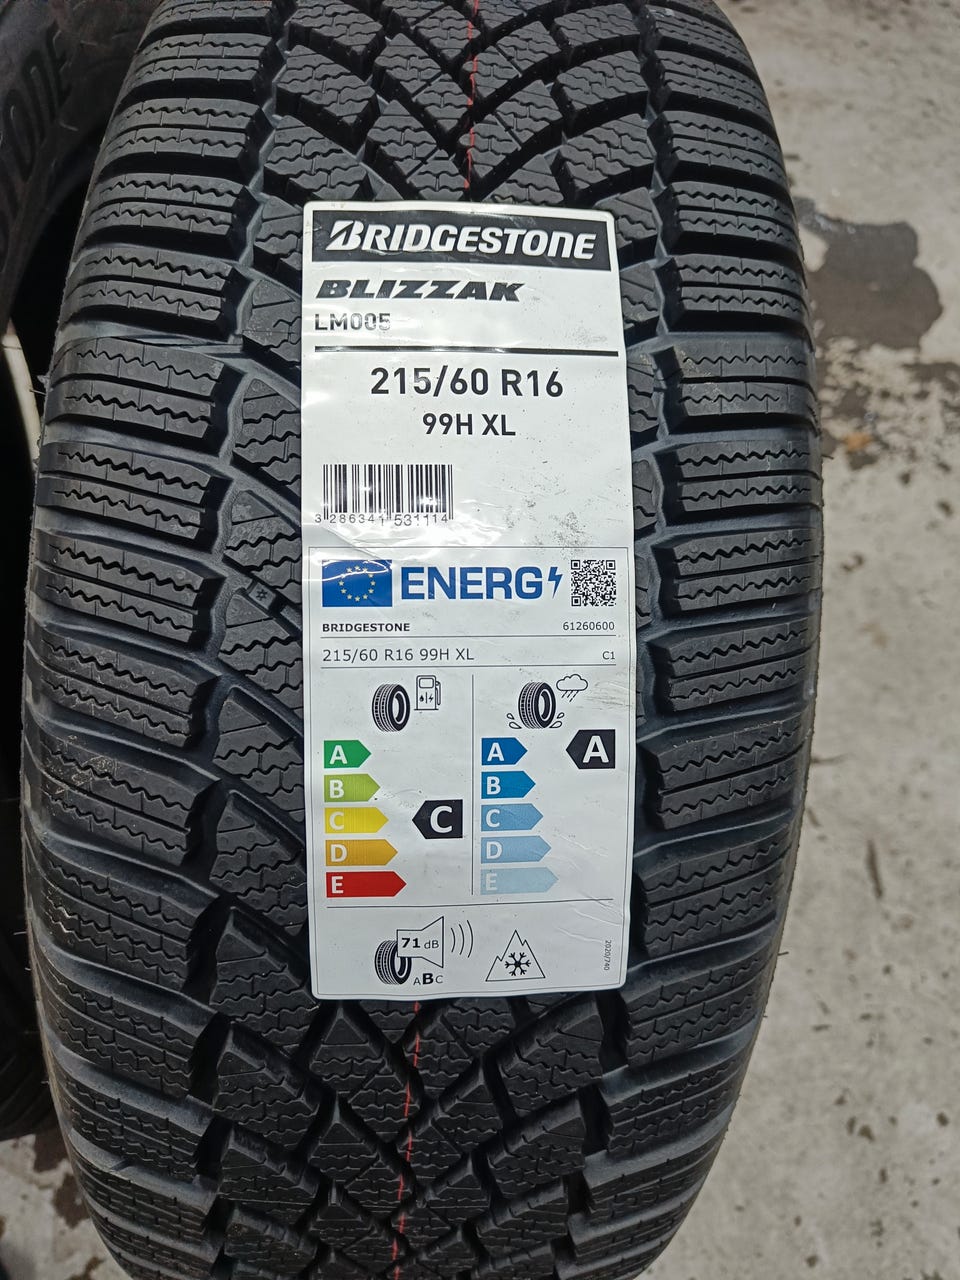 BRIDGESTONE
BLIZZAK
LM005
215/60 R16
99H XL
3 286341 531114
ENERG
BRIDGESTONE 61260600
215/60 R16 99H XL C1
A A A
B B
C C C
D D
E E
71 dB
ABC
2020/740